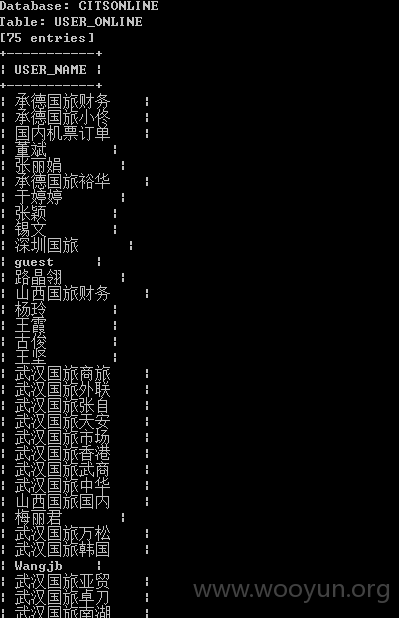 Database: CITSONLINE
Table: USER_ONLINE
[75 entries]
+-----------+
| USER_NAME |
+-----------+
| 承德国旅财务 |
| 承德国旅小佟 |
| 国内机票订单 |
| 董斌 |
| 张丽娟 |
| 承德国旅裕华 |
| 于婷婷 |
| 张颖 |
| 锡文 |
| 深圳国旅 |
| guest |
| 路晶翎 |
| 山西国旅财务 |
| 杨玲 |
| 王霞 |
| 古俊 |
| 王坚 |
| 武汉国旅商旅 |
| 武汉国旅外联 |
| 武汉国旅张自 |
| 武汉国旅天安 |
| 武汉国旅市场 |
| 武汉国旅香港 |
| 武汉国旅武商 |
| 武汉国旅中华 |
| 山西国旅国内 |
| 梅丽君 |
| 武汉国旅万松 |
| 武汉国旅韩国 |
| Wangjb |
| 武汉国旅亚贸 |
| 武汉国旅卓刀 |
| 武汉国旅南湖 |
www.wooyun.org